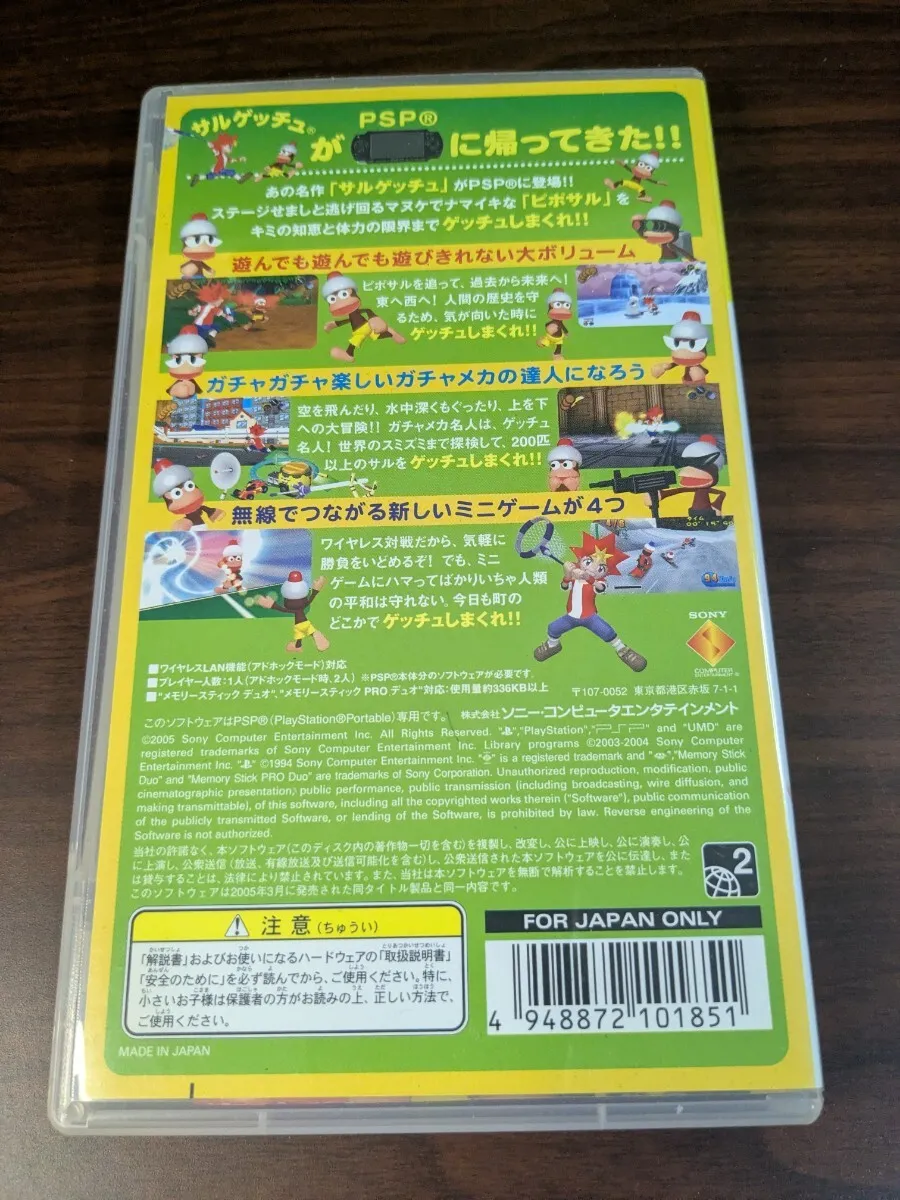 サルゲッチュ®が PSP® に帰ってきた!!
あの名作「サルゲッチュ」がPSP®に登場!!
ステージせましと逃げ回るマヌケでナマイキな「ピポサル」を
キミの知恵と体力の限界まで ゲッチュしまくれ!!
遊んでも遊んでも遊びきれない大ボリューム
ピポサルを追って、過去から未来へ!
東へ西へ! 人間の歴史を守
るため、気が向いた時に
ゲッチュしまくれ!!
ガチャガチャ楽しいガチャメカの達人になろう
空を飛んだり、水中深くもぐったり、上を下
への大冒険!! ガチャメカ名人は、ゲッチュ
名人! 世界のスミズミまで探検して、200匹
以上のサルをゲッチュしまくれ!!
無線でつながる新しいミニゲームが4つ
ワイヤレス対戦だから、気軽に
勝負をいどめるぞ! でも、ミニ
ゲームにハマってばかりいちゃ人類
の平和は守れない。今日も町の
どこかで ゲッチュしまくれ!!
タイム
SONY
COMPUTER
ENTERTAINMENT®
■ワイヤレスLAN機能(アドホックモード)対応
■プレイヤー人数:1人(アドホックモード時、2人) ※PSP®本体分のソフトウェアが必要です。
■"メモリースティック デュオ"、"メモリースティック PRO デュオ"対応:使用量約336KB以上
〒107-0052 東京都港区赤坂 7-1-1
このソフトウェアはPSP®(PlayStation®Portable)専用です。 株式会社 ソニー・コンピュータエンタテインメント
©2005 Sony Computer Entertainment Inc. All Rights Reserved. " ", "PlayStation", "PSP" and "UMD" are
registered trademarks of Sony Computer Entertainment Inc. Library programs ©2003-2004 Sony Computer
Entertainment Inc. " " ©1994 Sony Computer Entertainment Inc. " " is a registered trademark and " ", "Memory Stick
Duo" and "Memory Stick PRO Duo" are trademarks of Sony Corporation. Unauthorized reproduction, modification, public
cinematographic presentation, public performance, public transmission (including broadcasting, wire diffusion, and
making transmittable), of this software, including all the copyrighted works therein ("Software"), public communication
of the publicly transmitted Software, or lending of the Software, is prohibited by law. Reverse engineering of the
Software is not authorized.
当社の許諾なく、本ソフトウェア(このディスク内の著作物一切を含む)を複製し、改変し、公に上映し、公に演奏し、公
に上演し、公衆送信(放送、有線放送及び送信可能化を含む)し、公衆送信された本ソフトウェアを公に伝達し、また
は貸与することは、法律により禁止されています。また、当社は本ソフトウェアを無断で解析することを禁止します。
このソフトウェアは2005年3月に発売された同タイトル製品と同一内容です。
2
注意(ちゅうい)
「解説書」およびお使いになるハードウェアの「取扱説明書」
「安全のために」を必ず読んでから、ご使用ください。特に、
小さいお子様は保護者の方がお読みの上、正しい方法で、
ご使用ください。
FOR JAPAN ONLY
4 948872 101851
MADE IN JAPAN